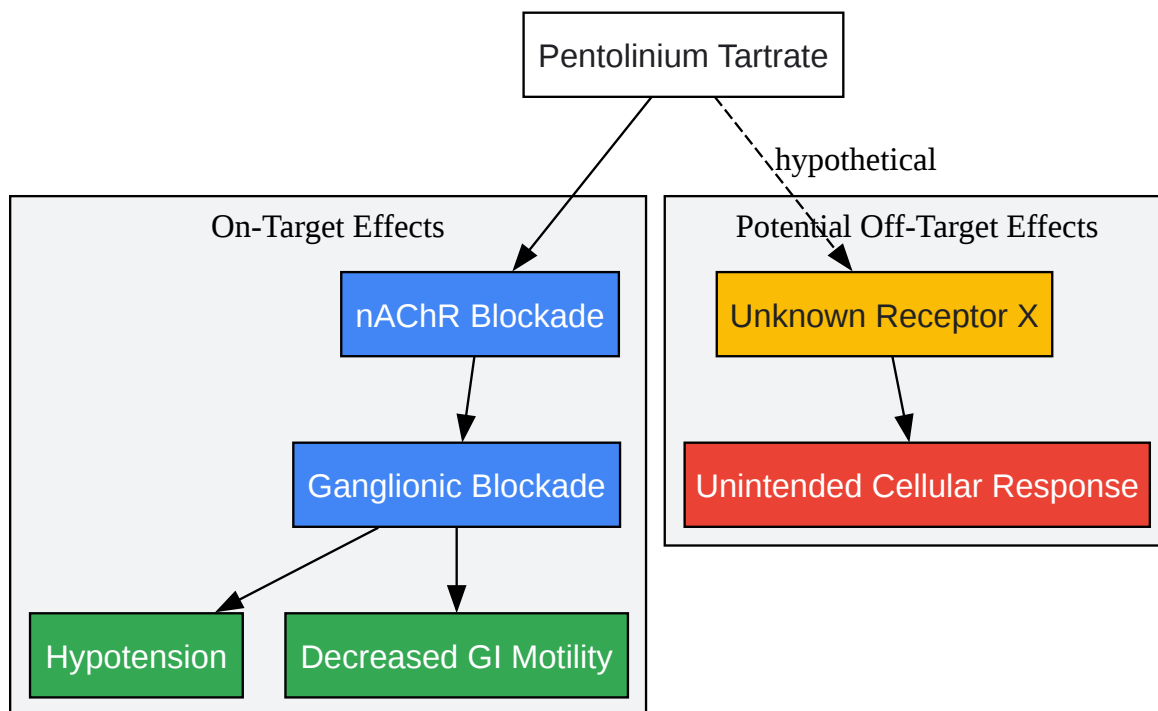 Pentolinium Tartrate
hypothetical
On-Target Effects
Potential Off-Target Effects
nAChR Blockade
Unknown Receptor X
Ganglionic Blockade
Unintended Cellular Response
Hypotension
Decreased GI Motility